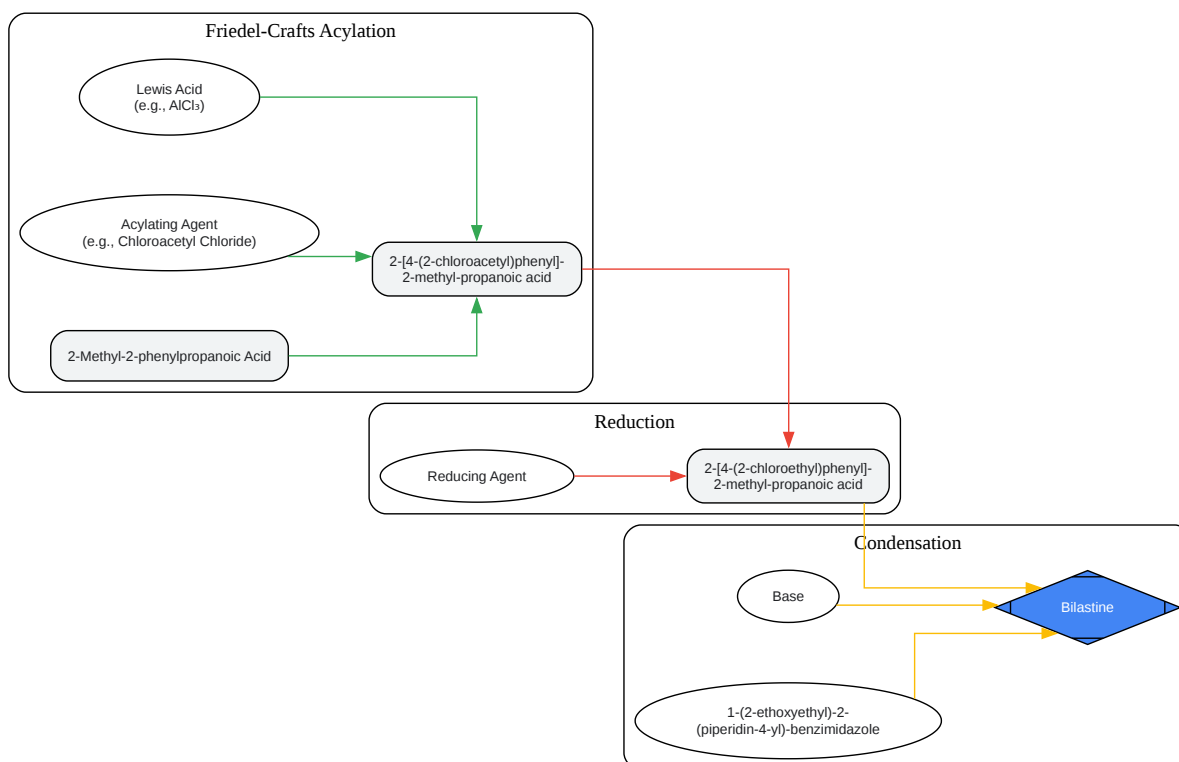 Friedel-Crafts Acylation
Lewis Acid
(e.g., AlCl₃)
Acylating Agent
(e.g., Chloroacetyl Chloride)
2-[4-(2-chloroacetyl)phenyl]-
2-methyl-propanoic acid
2-Methyl-2-phenylpropanoic Acid
Reduction
Reducing Agent
2-[4-(2-chloroethyl)phenyl]-
2-methyl-propanoic acid
Condensation
Base
Bilastine
1-(2-ethoxyethyl)-2-
(piperidin-4-yl)-benzimidazole